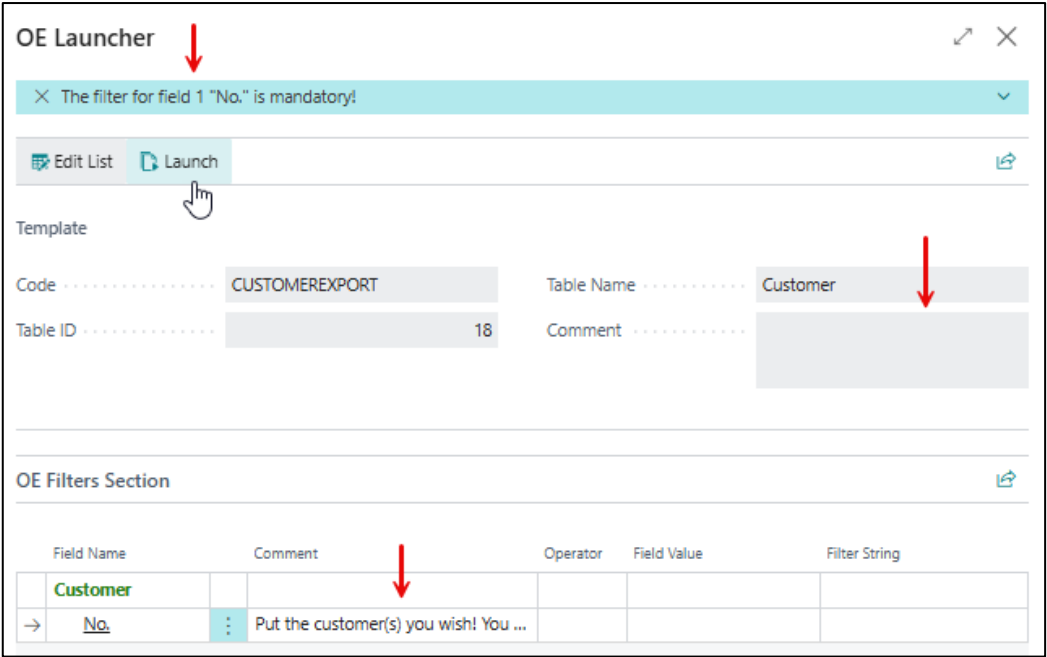 OE Launcher
The filter for field 1 "No." is mandatory!
Edit List Launch
Template
Code CUSTOMEREXPORT Table Name Customer
Table ID 18 Comment
OE Filters Section
Field Name Comment Operator Field Value Filter String
Customer
No. Put the customer(s) you wish! You ...